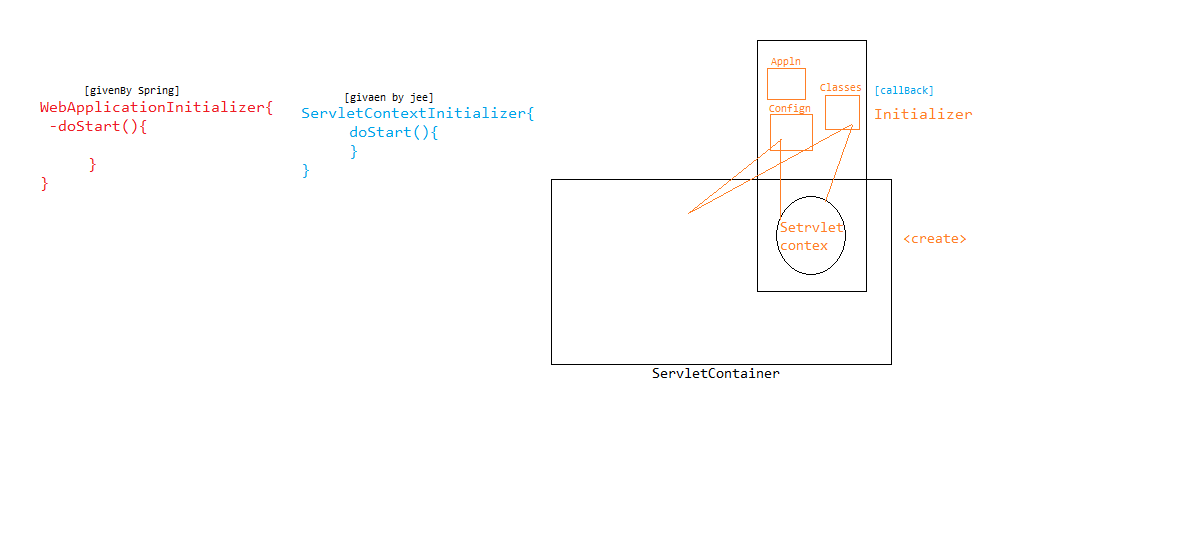 [givenBy Spring]
WebApplicationInitializer{
-doStart(){
}
}
[givaen by jee]
ServletContextInitializer{
doStart(){
}
}
Appln
Classes
Confign
[callBack]
Initializer
Setrvlet
contex
<create>
ServletContainer